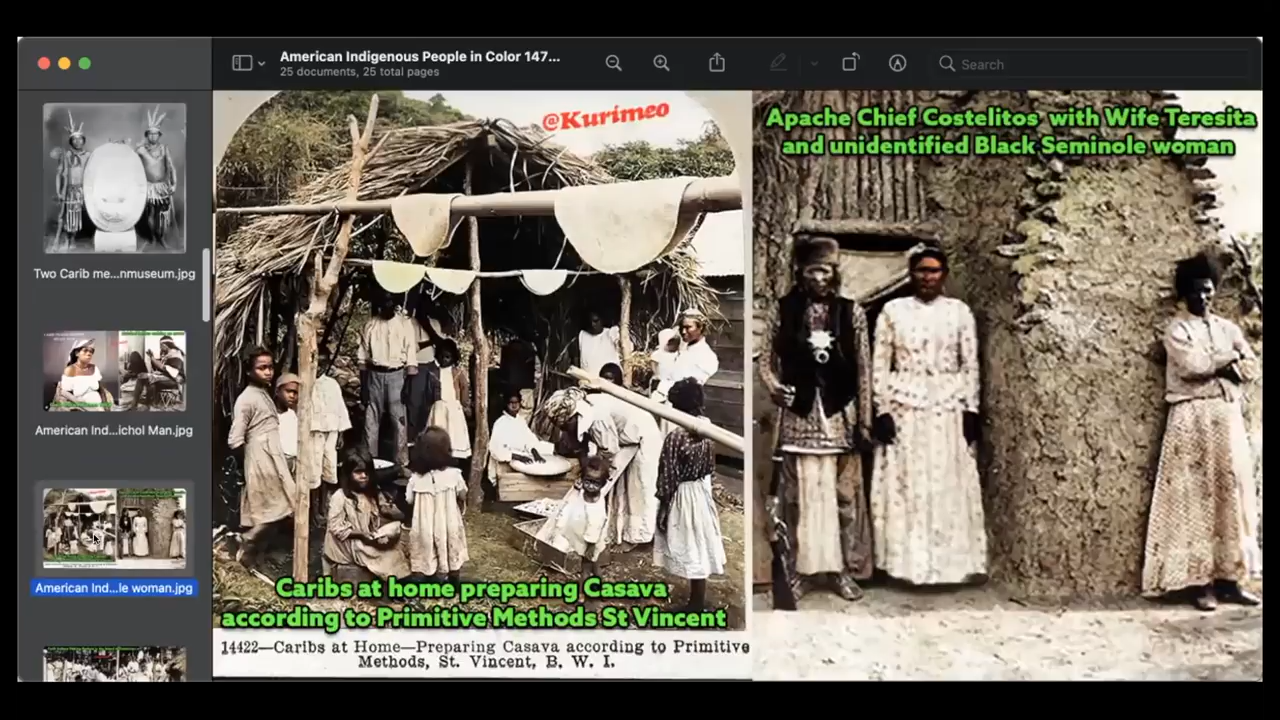 American Indigenous People in Color 147...
25 documents, 25 total pages
Search
Two Carib me...nmuseum.jpg
American Ind...ichol Man.jpg
American Ind...le woman.jpg
@Kurimeo
Caribs at home preparing Casava
according to Primitive Methods St Vincent
14422—Caribs at Home—Preparing Casava according to Primitive
Methods, St. Vincent, B. W. I.
Apache Chief Costelitos with Wife Teresita
and unidentified Black Seminole woman